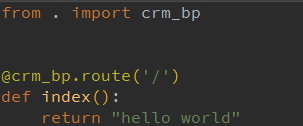 from . import crm_bp
@crm_bp.route('/')
def index():
    return "hello world"